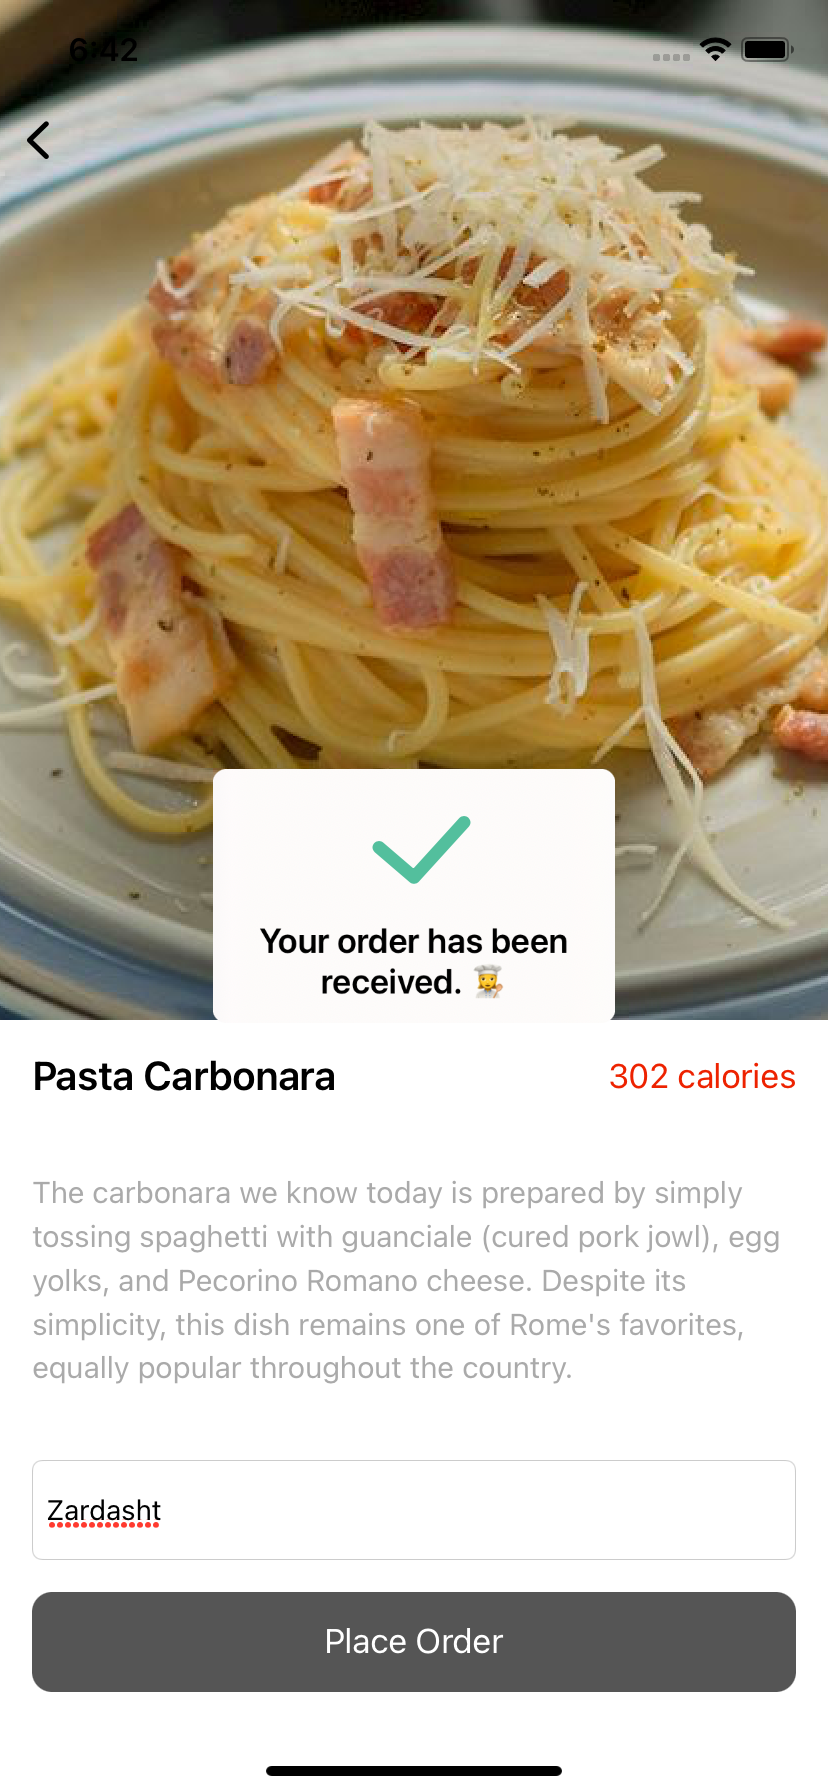 6:42
Your order has been
received. 👩‍🍳
Pasta Carbonara
302 calories
The carbonara we know today is prepared by simply
tossing spaghetti with guanciale (cured pork jowl), egg
yolks, and Pecorino Romano cheese. Despite its
simplicity, this dish remains one of Rome's favorites,
equally popular throughout the country.
Zardasht
Place Order